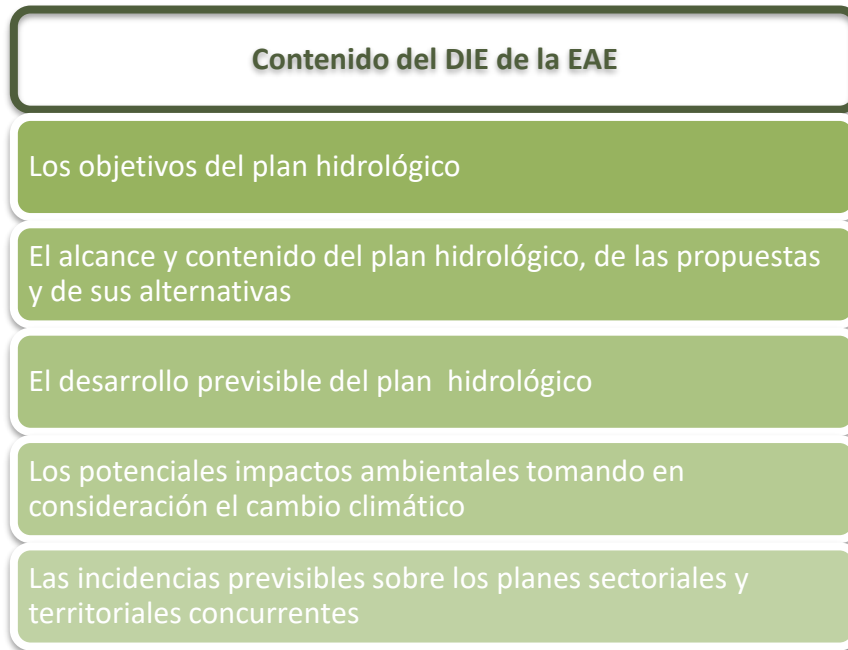 Contenido del DIE de la EAE
Los objetivos del plan hidrológico
El alcance y contenido del plan hidrológico, de las propuestas
y de sus alternativas
El desarrollo previsible del plan  hidrológico
Los potenciales impactos ambientales tomando en
consideración el cambio climático
Las incidencias previsibles sobre los planes sectoriales y
territoriales concurrentes